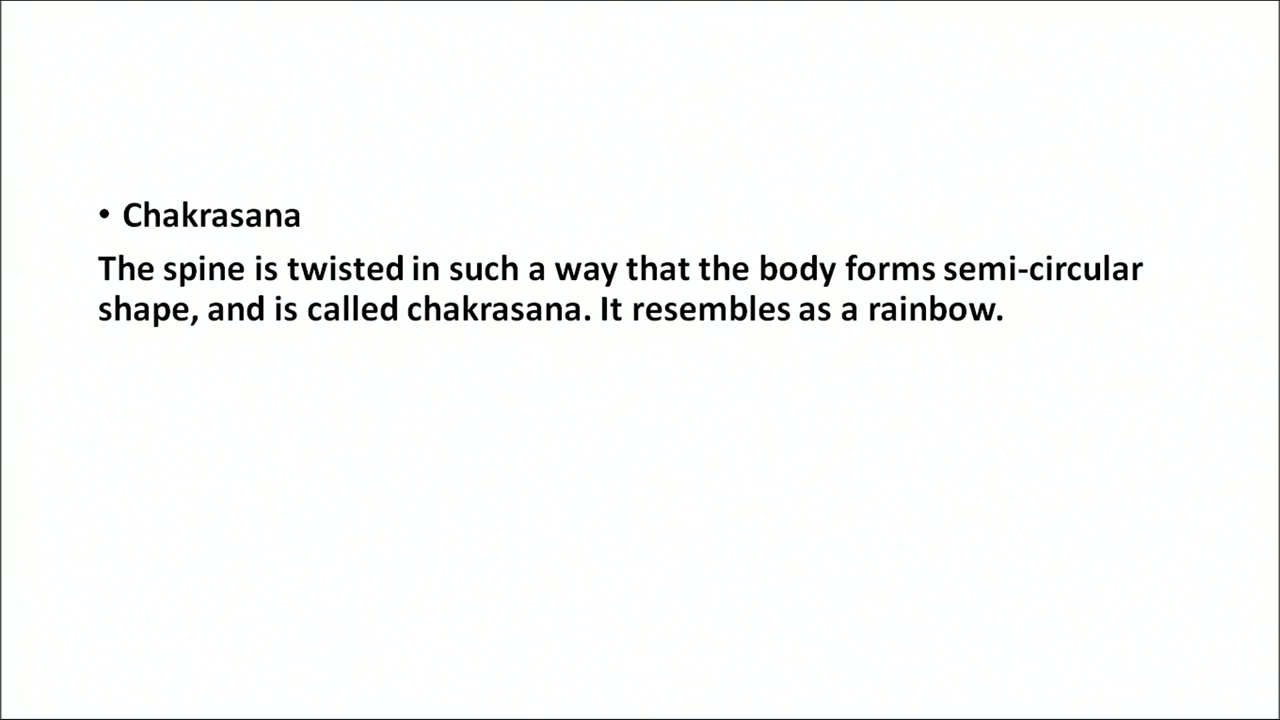 • Chakrasana
The spine is twisted in such a way that the body forms semi-circular
shape, and is called chakrasana. It resembles as a rainbow.